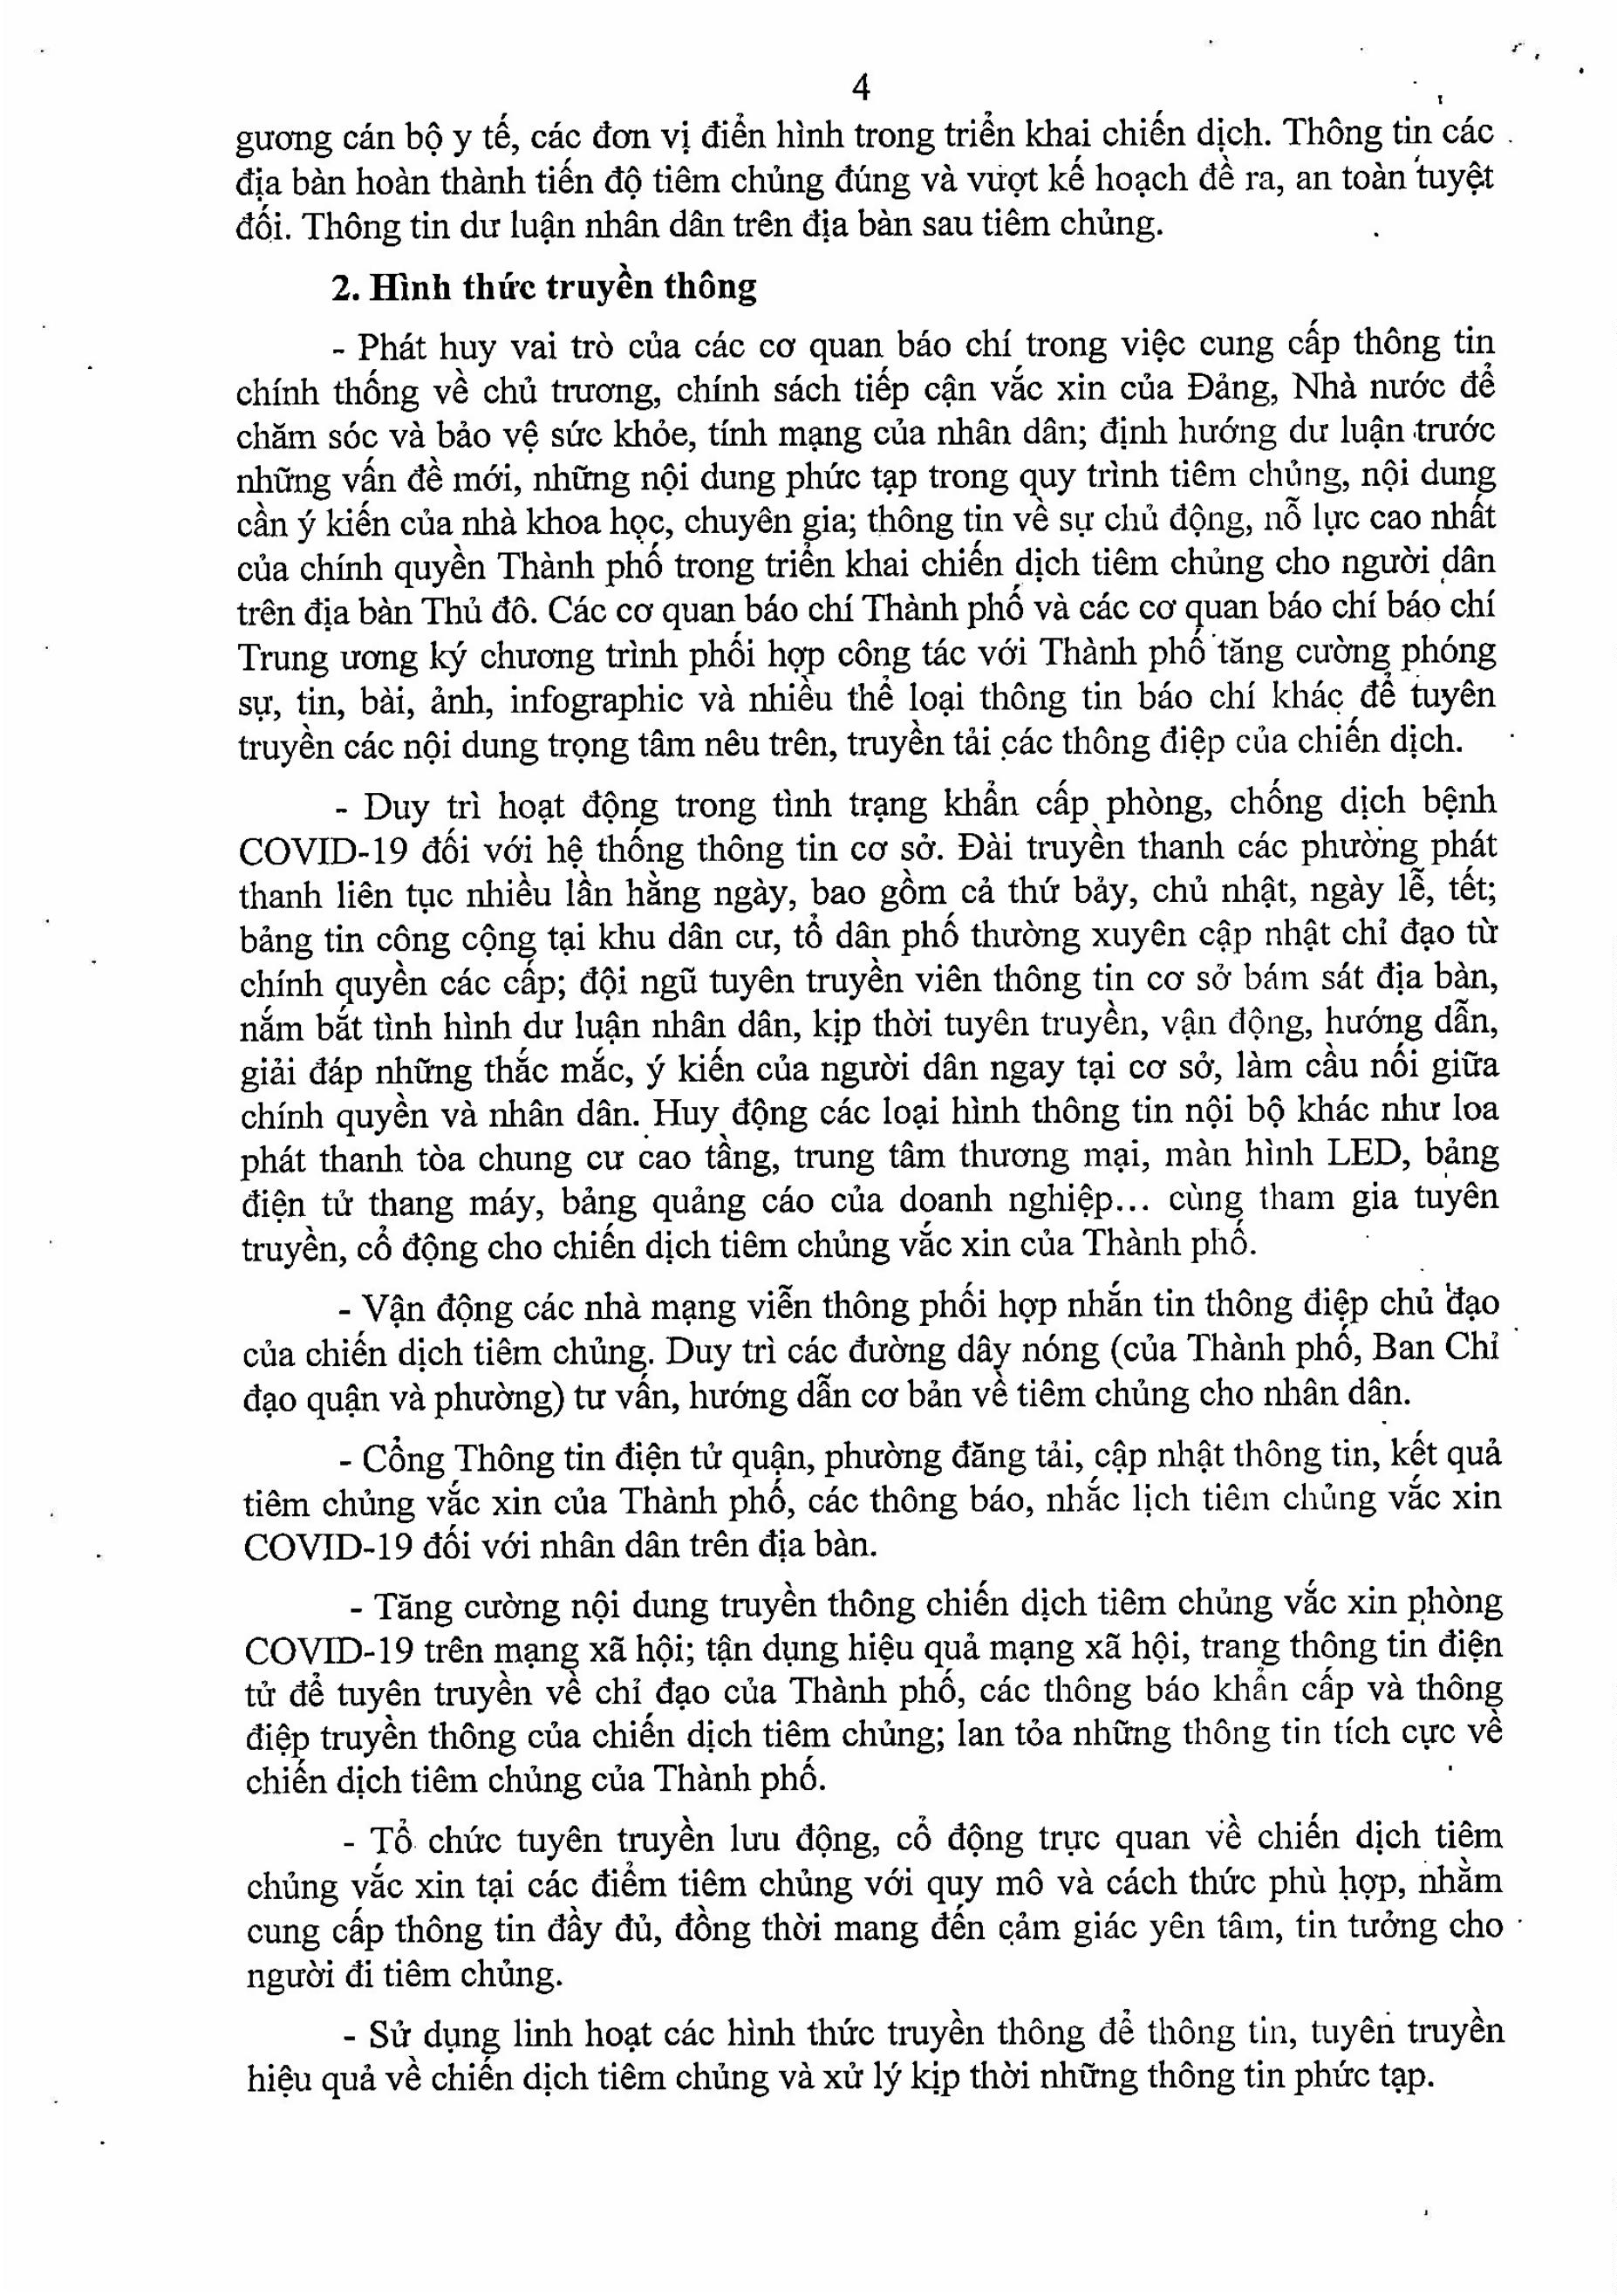 4
gương cán bộ y tế, các đơn vị điển hình trong triển khai chiến dịch. Thông tin các
địa bàn hoàn thành tiến độ tiêm chủng đúng và vượt kế hoạch đề ra, an toàn tuyệt
đối. Thông tin dư luận nhân dân trên địa bàn sau tiêm chủng.
2. Hình thức truyền thông
- Phát huy vai trò của các cơ quan báo chí trong việc cung cấp thông tin
chính thống về chủ trương, chính sách tiếp cận vắc xin của Đảng, Nhà nước để
chăm sóc và bảo vệ sức khỏe, tính mạng của nhân dân; định hướng dư luận trước
những vấn đề mới, những nội dung phức tạp trong quy trình tiêm chủng, nội dung
cần ý kiến của nhà khoa học, chuyên gia; thông tin về sự chủ động, nỗ lực cao nhất
của chính quyền Thành phố trong triển khai chiến dịch tiêm chủng cho người dân
trên địa bàn Thủ đô. Các cơ quan báo chí Thành phố và các cơ quan báo chí báo chí
Trung ương ký chương trình phối hợp công tác với Thành phố tăng cường phóng
sự, tin, bài, ảnh, infographic và nhiều thể loại thông tin báo chí khác để tuyên
truyền các nội dung trọng tâm nêu trên, truyền tải các thông điệp của chiến dịch.
- Duy trì hoạt động trong tình trạng khẩn cấp phòng, chống dịch bệnh
COVID-19 đối với hệ thống thông tin cơ sở. Đài truyền thanh các phường phát
thanh liên tục nhiều lần hằng ngày, bao gồm cả thứ bảy, chủ nhật, ngày lễ, tết;
bảng tin công cộng tại khu dân cư, tổ dân phố thường xuyên cập nhật chỉ đạo từ
chính quyền các cấp; đội ngũ tuyên truyền viên thông tin cơ sở bám sát địa bàn,
nắm bắt tình hình dư luận nhân dân, kịp thời tuyên truyền, vận động, hướng dẫn,
giải đáp những thắc mắc, ý kiến của người dân ngay tại cơ sở, làm cầu nối giữa
chính quyền và nhân dân. Huy động các loại hình thông tin nội bộ khác như loa
phát thanh tòa chung cư cao tầng, trung tâm thương mại, màn hình LED, bảng
điện tử thang máy, bảng quảng cáo của doanh nghiệp... cùng tham gia tuyên
truyền, cổ động cho chiến dịch tiêm chủng vắc xin của Thành phố.
- Vận động các nhà mạng viễn thông phối hợp nhắn tin thông điệp chủ đạo
của chiến dịch tiêm chủng. Duy trì các đường dây nóng (của Thành phố, Ban Chỉ
đạo quận và phường) tư vấn, hướng dẫn cơ bản về tiêm chủng cho nhân dân.
- Cổng Thông tin điện tử quận, phường đăng tải, cập nhật thông tin, kết quả
tiêm chủng vắc xin của Thành phố, các thông báo, nhắc lịch tiêm chủng vắc xin
COVID-19 đối với nhân dân trên địa bàn.
- Tăng cường nội dung truyền thông chiến dịch tiêm chủng vắc xin phòng
COVID-19 trên mạng xã hội; tận dụng hiệu quả mạng xã hội, trang thông tin điện
tử để tuyên truyền về chỉ đạo của Thành phố, các thông báo khẩn cấp và thông
điệp truyền thông của chiến dịch tiêm chủng; lan tỏa những thông tin tích cực về
chiến dịch tiêm chủng của Thành phố.
- Tổ chức tuyên truyền lưu động, cổ động trực quan về chiến dịch tiêm
chủng vắc xin tại các điểm tiêm chủng với quy mô và cách thức phù hợp, nhằm
cung cấp thông tin đầy đủ, đồng thời mang đến cảm giác yên tâm, tin tưởng cho
người đi tiêm chủng.
- Sử dụng linh hoạt các hình thức truyền thông để thông tin, tuyên truyền
hiệu quả về chiến dịch tiêm chủng và xử lý kịp thời những thông tin phức tạp.